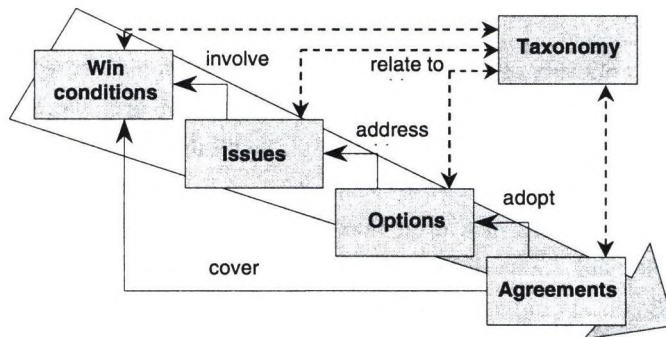 Taxonomy
involve
Win
conditions
relate to
address
Issues
Options
adopt
cover
Agreements